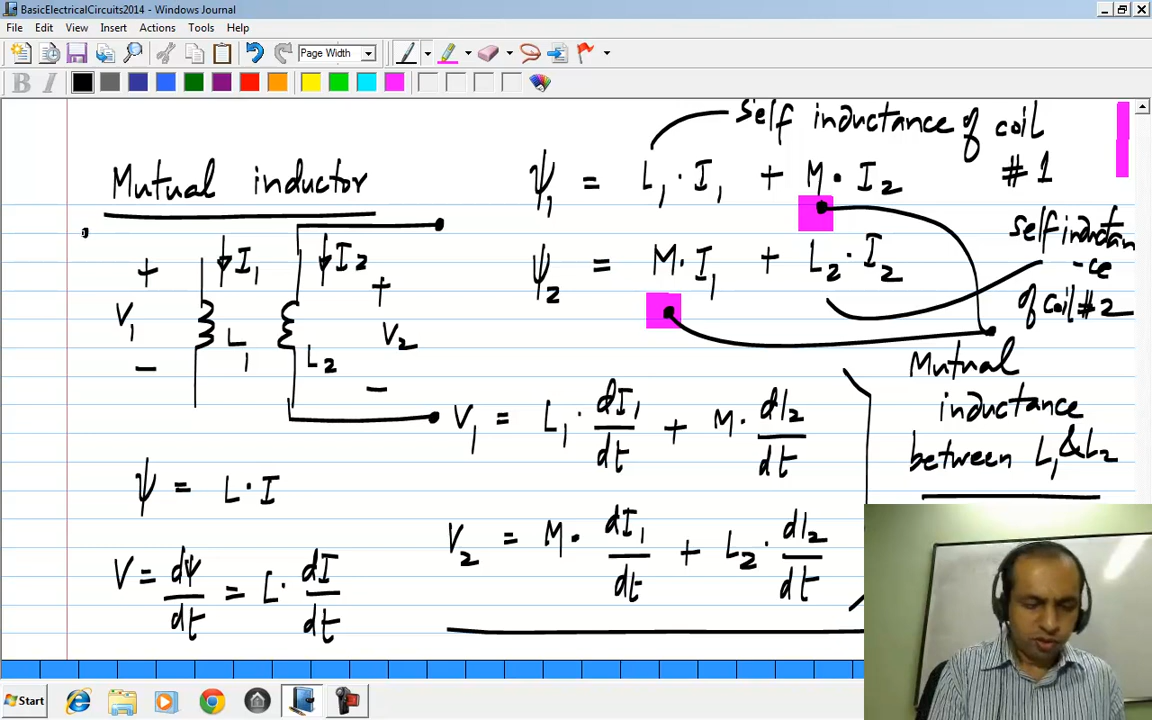 BasicElectricalCircuits2014 - Windows Journal
File Edit View Insert Actions Tools Help
Page Width
B I
Self inductance of coil #1
Mutual inductor
ψ₁ = L₁ · I₁ + M · I₂
ψ₂ = M · I₁ + L₂ · I₂
self inductan
-ce
of coil #2
I₁ I₂
+ +
V₁ L₁ L₂ V₂
- -
Mutual
inductance
between L₁ & L₂
V₁ = L₁ · dI₁/dt + M · dI₂/dt
ψ = L · I
V₂ = M · dI₁/dt + L₂ · dI₂/dt
V = dψ/dt = L · dI/dt
Start